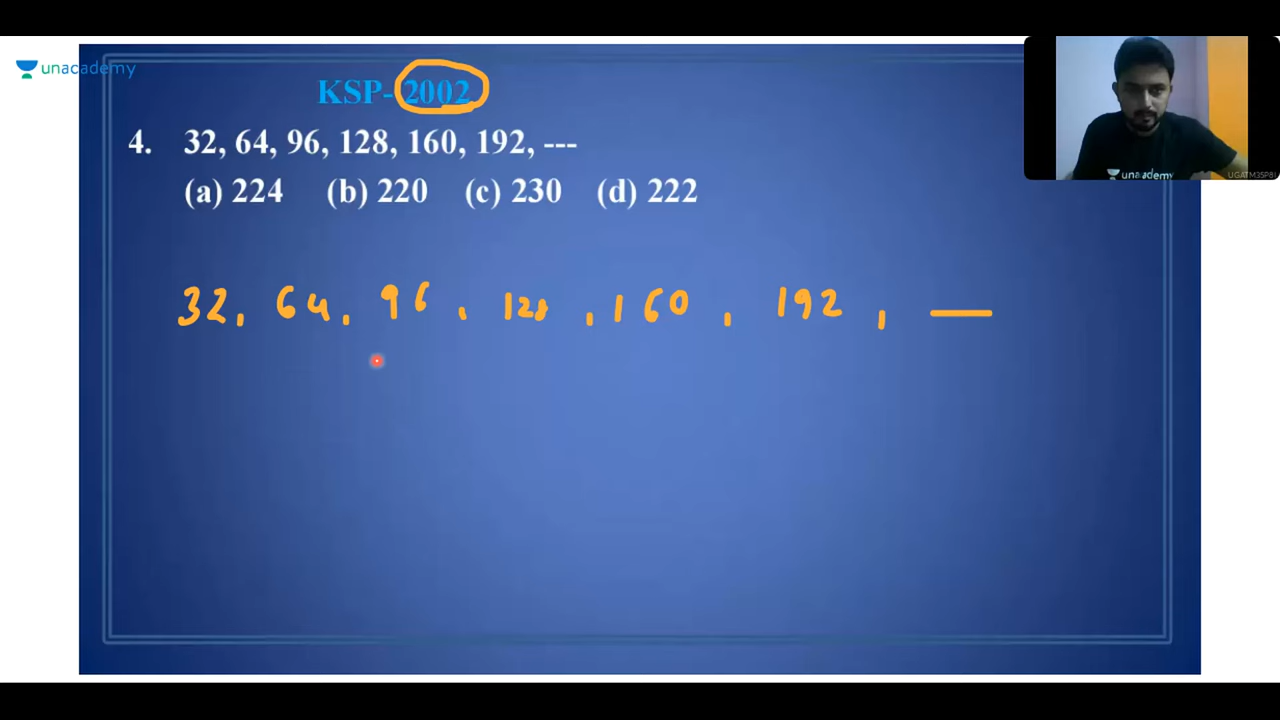 unacademy
KSP-2002
4. 32, 64, 96, 128, 160, 192, ---
(a) 224 (b) 220 (c) 230 (d) 222
32, 64, 96, 128, 160, 192, —
unacademy
UGATM3SP8I